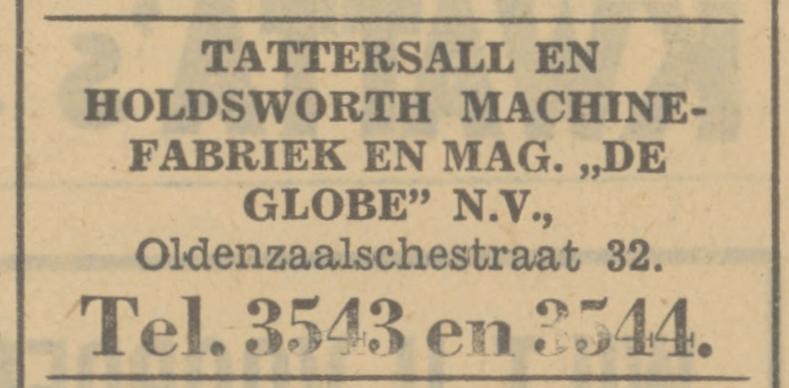 TATTERSALL EN
HOLDSWORTH MACHINE-
FABRIEK EN MAG. „DE
GLOBE” N.V.,
Oldenzaalschestraat 32.
Tel. 3543 en 3544.